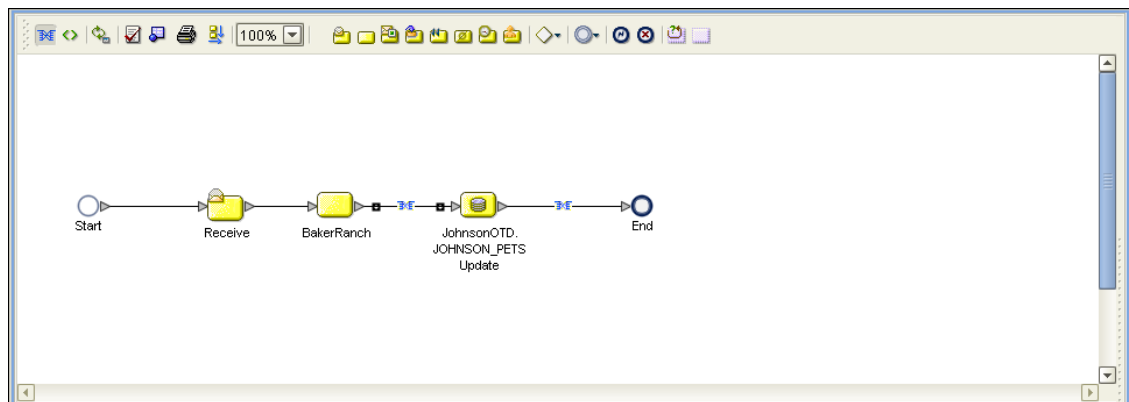 100%
Start
Receive
BakerRanch
JohnsonOTD.
JOHNSON_PETS
Update
End